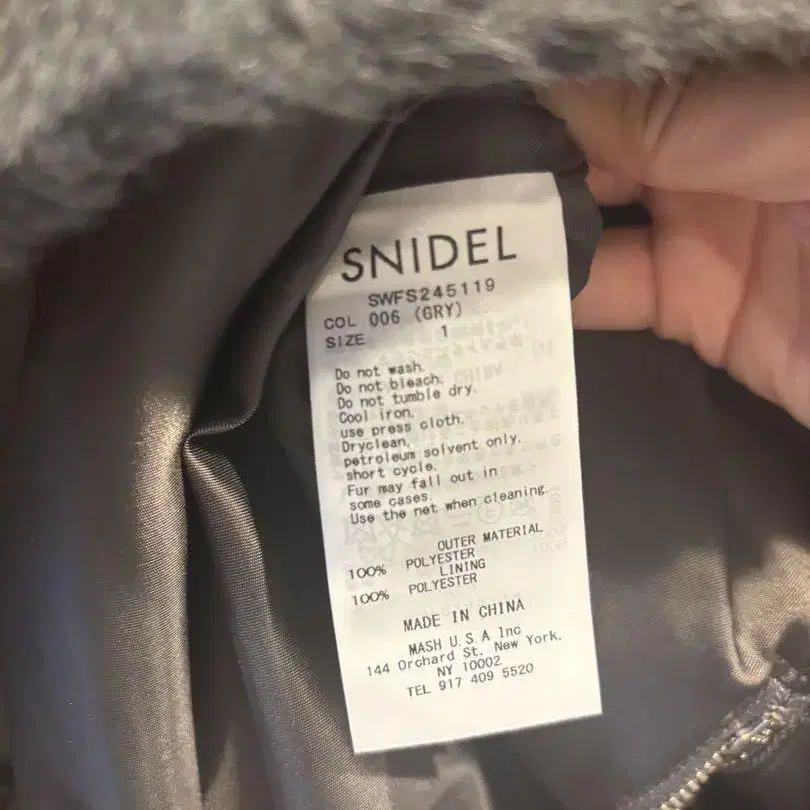 SNIDEL
SWFS245119
COL 006 (GRY)
SIZE 1
Do not wash.
Do not bleach.
Do not tumble dry.
Cool iron,
use press cloth.
Dryclean,
petroleum solvent only.
short cycle.
Fur may fall out in
some cases.
Use the net when cleaning.
OUTER MATERIAL
100% POLYESTER
LINING
100% POLYESTER
MADE IN CHINA
MASH U.S.A Inc
144 Orchard St. New York,
NY 10002
TEL 917 409 5520